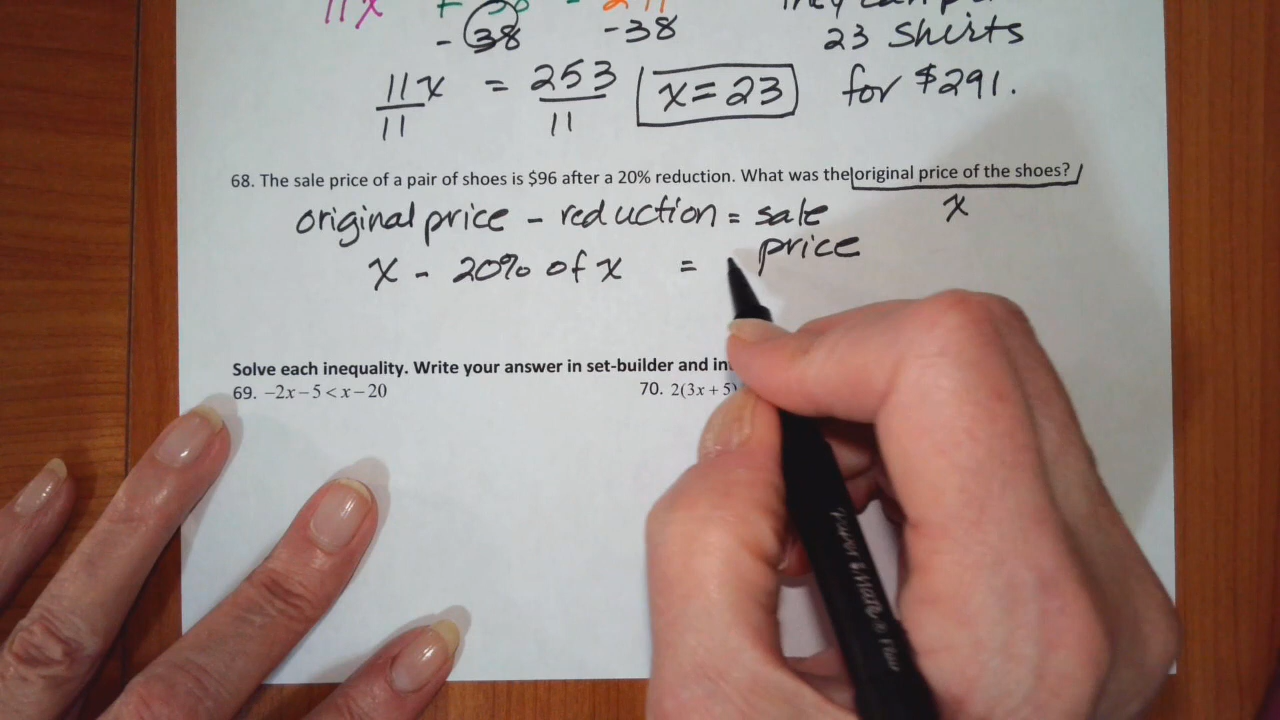 11x
- 38 -38 23 shirts
11x = 253 x = 23 for $291.
11 11
68. The sale price of a pair of shoes is $96 after a 20% reduction. What was the original price of the shoes?
original price - reduction = sale price
x
x - 20% of x =
Solve each inequality. Write your answer in set-builder and
69. −2x − 5 < x − 20 70. 2(3x + 5)